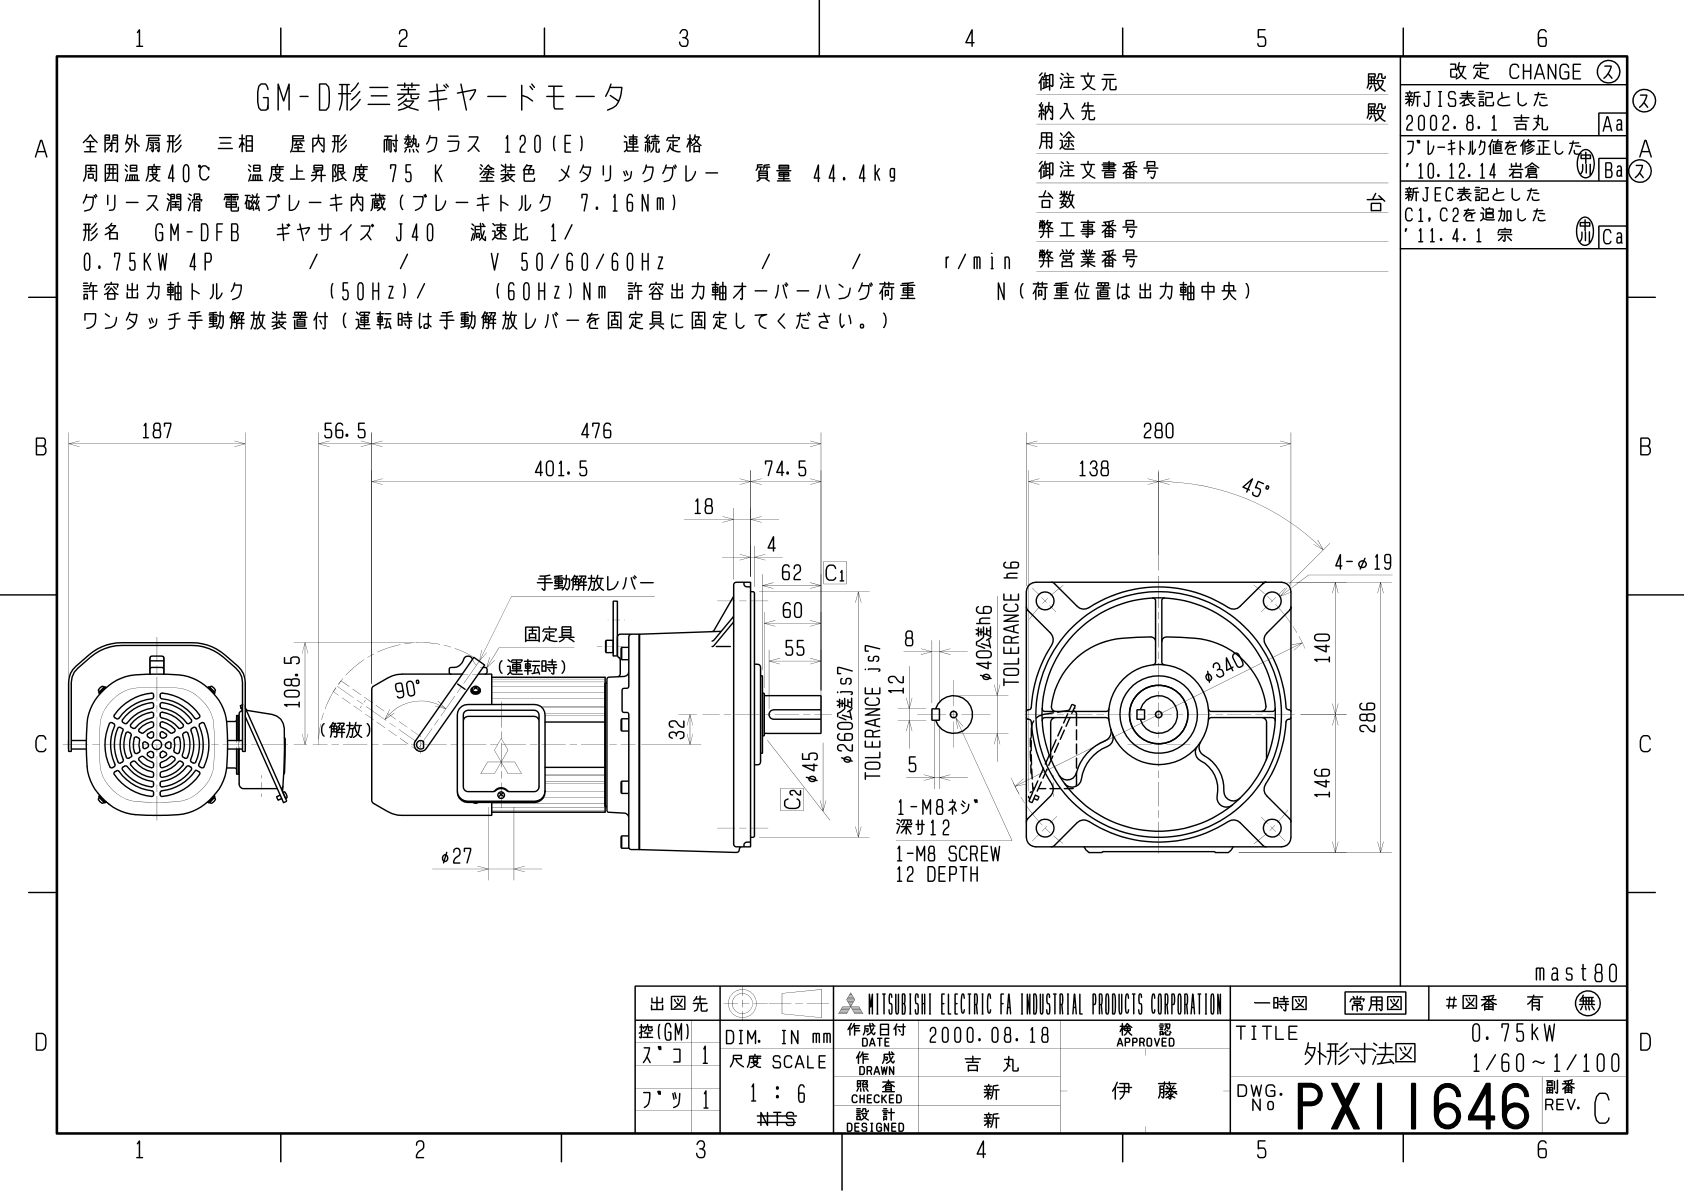 1 2 3 4 5 6
GM-D形三菱ギヤードモータ
全閉外扇形 三相 屋内形 耐熱クラス 120(E) 連続定格
周囲温度40℃ 温度上昇限度 75 K 塗装色 メタリックグレー 質量 44.4kg
グリース潤滑 電磁ブレーキ内蔵(ブレーキトルク 7.16Nm)
形名 GM-DFB ギヤサイズ J40 減速比 1/
0.75KW 4P / / V 50/60/60Hz / / r/min
許容出力軸トルク (50Hz)/ (60Hz)Nm 許容出力軸オーバーハング荷重 N(荷重位置は出力軸中央)
ワンタッチ手動解放装置付(運転時は手動解放レバーを固定具に固定してください。)
御注文元 殿
納入先 殿
用途
御注文書番号
台数 台
弊工事番号
弊営業番号
改定 CHANGE ス
新JIS表記とした
2002.8.1 吉丸 Aa
ス
ブレーキトルク値を修正した
'10.12.14 岩倉 Ba
ス
新JEC表記とした
C1,C2を追加した
'11.4.1 宗 Ca
A A
B B
C C
D D
187
56.5
476
401.5
74.5
18
4
62 C1
60
55
手動解放レバー
固定具
(運転時)
90°
(解放)
108.5
32
φ27
φ45
C2
φ260公差js7
TOLERANCE js7
8
12
5
φ40公差h6
TOLERANCE h6
1-M8ネジ
深サ12
1-M8 SCREW
12 DEPTH
280
138
45°
4-φ19
φ340
140
286
146
mast80
出図先
控(GM)
ズコ 1
ブツ 1
DIM. IN mm
尺度 SCALE
1 : 6
NTS
MITSUBISHI ELECTRIC FA INDUSTRIAL PRODUCTS CORPORATION
作成日付 DATE 2000.08.18
作成 DRAWN 吉丸
照査 CHECKED 新
設計 DESIGNED 新
検認 APPROVED
伊藤
一時図 常用図 #図番 有 無
TITLE
外形寸法図
0.75kW
1/60~1/100
DWG. No PX11646
副番 REV. C
1 2 3 4 5 6